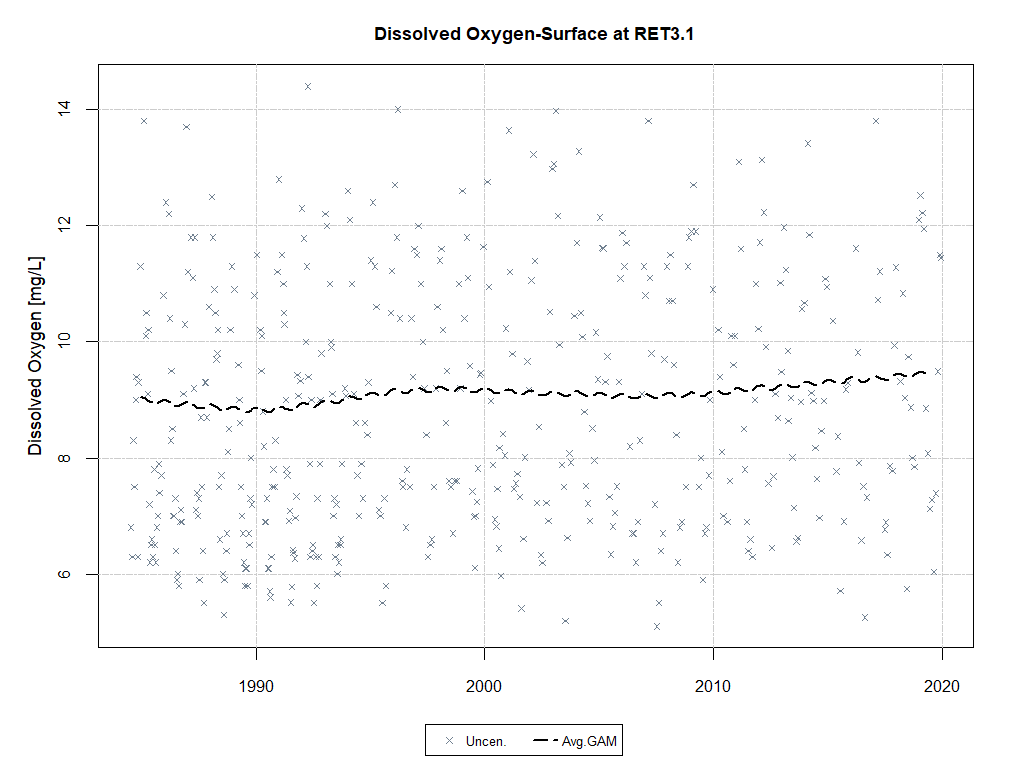 Dissolved Oxygen-Surface at RET3.1
Dissolved Oxygen [mg/L]
14
12
10
8
6
1990 2000 2010 2020
Uncen. Avg.GAM